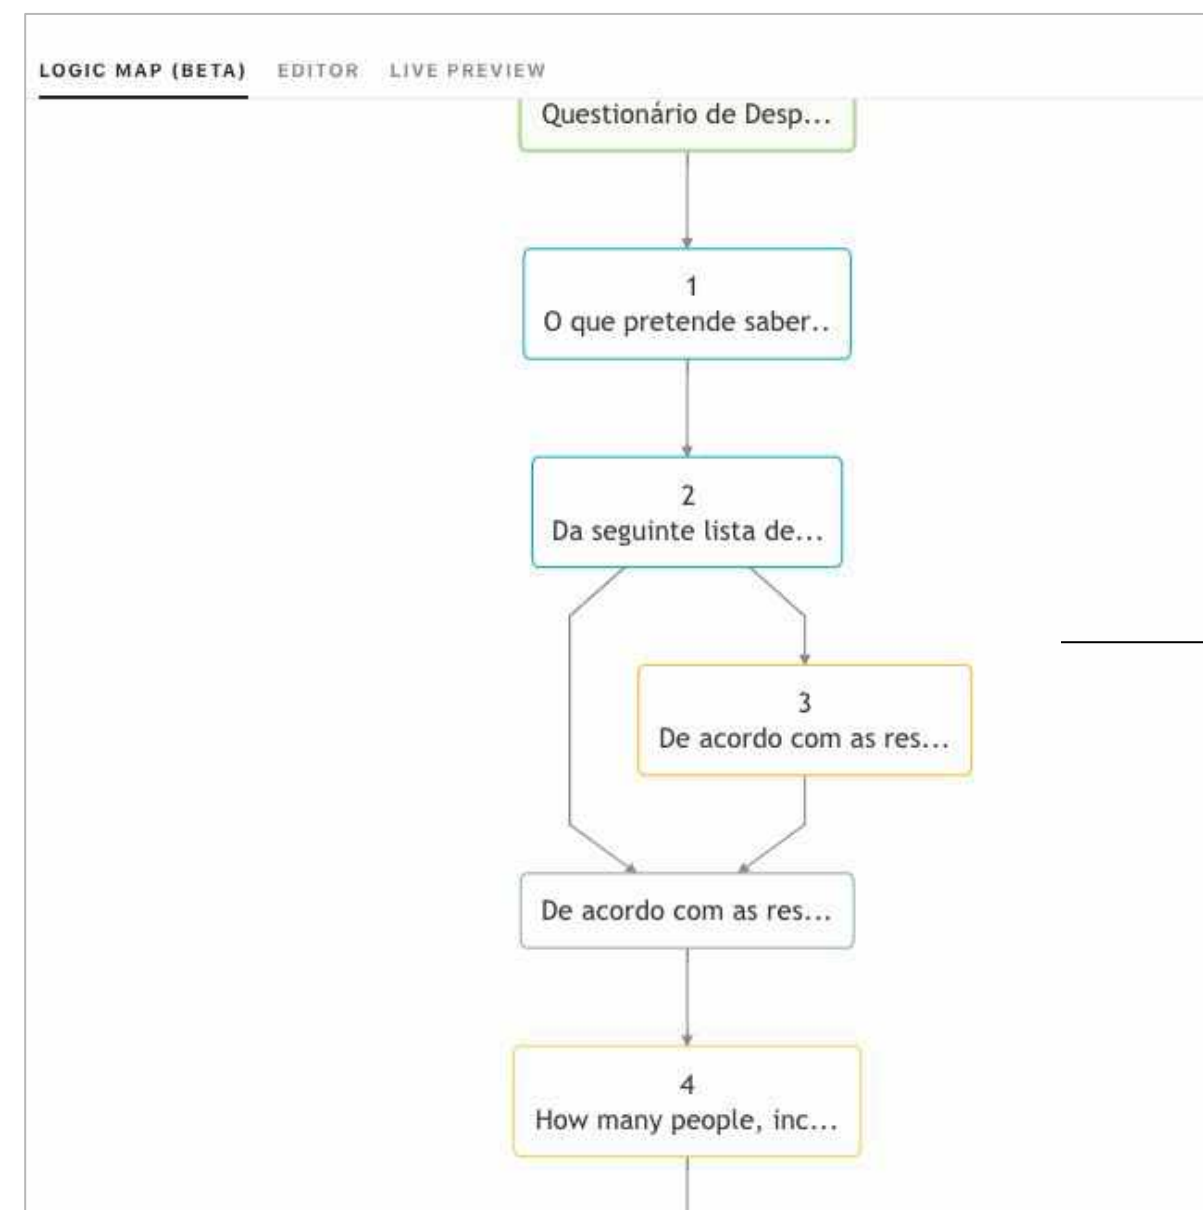 LOGIC MAP (BETA) EDITOR LIVE PREVIEW
Questionário de Desp...
1
O que pretende saber..
2
Da seguinte lista de...
3
De acordo com as res...
De acordo com as res...
4
How many people, inc...